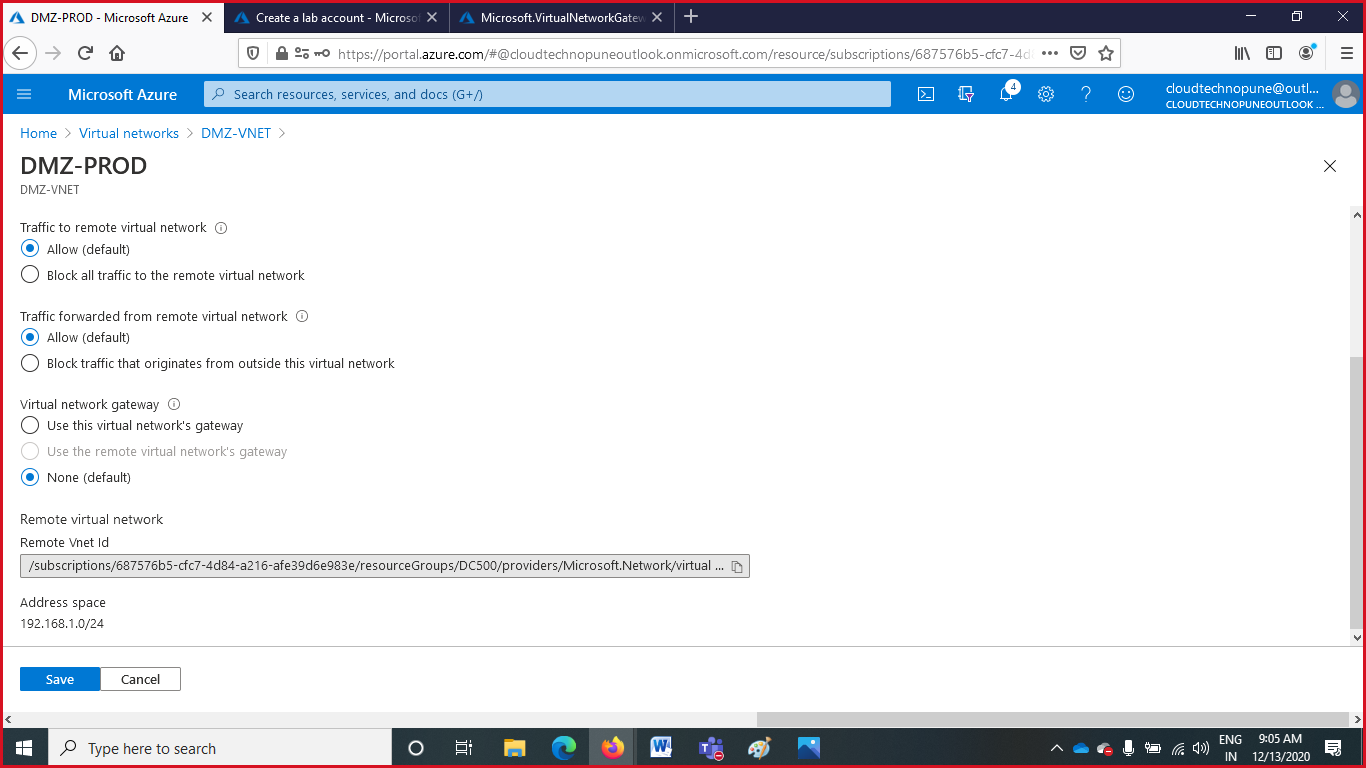 DMZ-PROD - Microsoft Azure
Create a lab account - Microsof
Microsoft.VirtualNetworkGatew
https://portal.azure.com/#@cloudtechnopuneoutlook.onmicrosoft.com/resource/subscriptions/687576b5-cfc7-4d8
Microsoft Azure
Search resources, services, and docs (G+/)
4
cloudtechnopune@outl...
CLOUDTECHNOPUNEOUTLOOK ...
Home > Virtual networks > DMZ-VNET >
DMZ-PROD
DMZ-VNET
Traffic to remote virtual network
Allow (default)
Block all traffic to the remote virtual network
Traffic forwarded from remote virtual network
Allow (default)
Block traffic that originates from outside this virtual network
Virtual network gateway
Use this virtual network's gateway
Use the remote virtual network's gateway
None (default)
Remote virtual network
Remote Vnet Id
/subscriptions/687576b5-cfc7-4d84-a216-afe39d6e983e/resourceGroups/DC500/providers/Microsoft.Network/virtual ...
Address space
192.168.1.0/24
Save
Cancel
Type here to search
ENG
IN
9:05 AM
12/13/2020